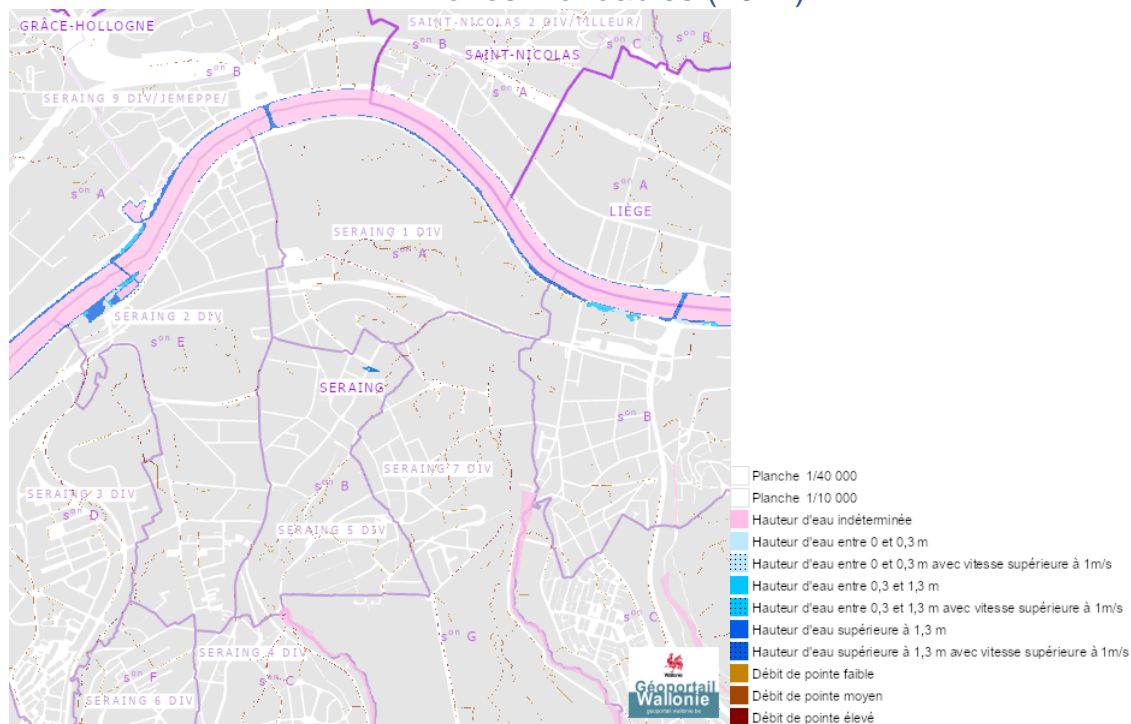 GRÂCE-HOLLOGNE
SAINT-NICOLAS 2 DIV/TILLEUR/
sᵒⁿ B
sᵒⁿ C
sᵒⁿ B
SAINT-NICOLAS
sᵒⁿ B
sᵒⁿ A
SERAING 9 DIV/JEMEPPE/
sᵒⁿ A
sᵒⁿ A
LIÈGE
SERAING 1 DIV
sᵒⁿ A
SERAING 2 DIV
sᵒⁿ E
SERAING
sᵒⁿ B
SERAING 7 DIV
sᵒⁿ B
SERAING 3 DIV
sᵒⁿ D
SERAING 5 DIV
sᵒⁿ C
sᵒⁿ G
SERAING 4 DIV
sᵒⁿ F
sᵒⁿ C
SERAING 6 DIV
Wallonie
Géoportail
Wallonie
geoportail.wallonie.be
Planche 1/40 000
Planche 1/10 000
Hauteur d'eau indéterminée
Hauteur d'eau entre 0 et 0,3 m
Hauteur d'eau entre 0 et 0,3 m avec vitesse supérieure à 1m/s
Hauteur d'eau entre 0,3 et 1,3 m
Hauteur d'eau entre 0,3 et 1,3 m avec vitesse supérieure à 1m/s
Hauteur d'eau supérieure à 1,3 m
Hauteur d'eau supérieure à 1,3 m avec vitesse supérieure à 1m/s
Débit de pointe faible
Débit de pointe moyen
Débit de pointe élevé